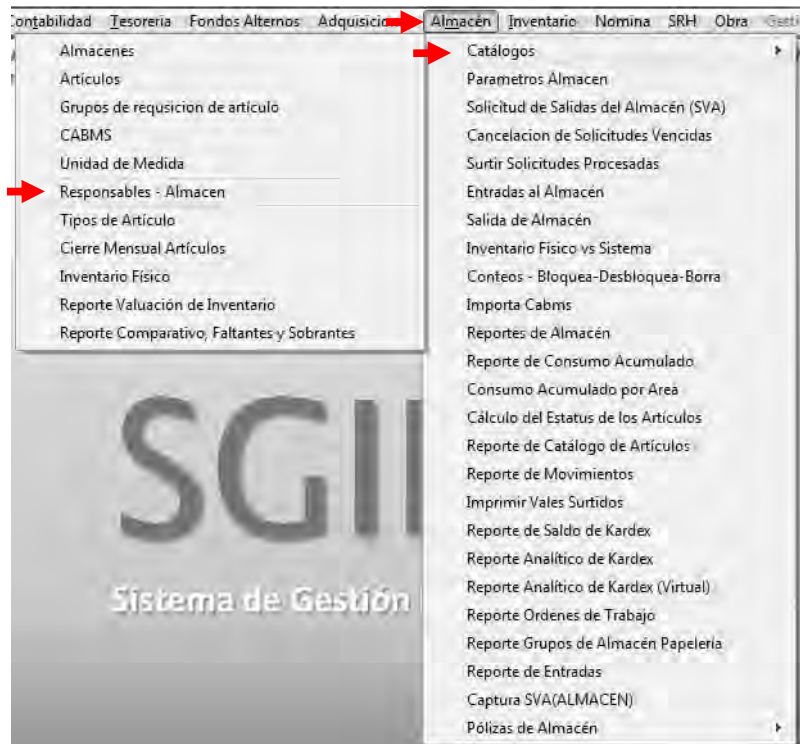 Contabilidad Tesoreria Fondos Alternos Adquisicio Almacén Inventario Nomina SRH Obra Gesti
Almacenes
Artículos
Grupos de requsicion de artículo
CABMS
Unidad de Medida
Responsables - Almacen
Tipos de Artículo
Cierre Mensual Artículos
Inventario Físico
Reporte Valuación de Inventario
Reporte Comparativo, Faltantes y Sobrantes
Catálogos
Parametros Almacen
Solicitud de Salidas del Almacén (SVA)
Cancelacion de Solicitudes Vencidas
Surtir Solicitudes Procesadas
Entradas al Almacén
Salida de Almacén
Inventario Fisico vs Sistema
Conteos - Bloquea-Desbloquea-Borra
Importa Cabms
Reportes de Almacén
Reporte de Consumo Acumulado
Consumo Acumulado por Area
Cálculo del Estatus de los Artículos
Reporte de Catálogo de Artículos
Reporte de Movimientos
Imprimir Vales Surtidos
Reporte de Saldo de Kardex
Reporte Analítico de Kardex
Reporte Analítico de Kardex (Virtual)
Reporte Ordenes de Trabajo
Reporte Grupos de Almacén Papelería
Reporte de Entradas
Captura SVA(ALMACEN)
Pólizas de Almacén
SGI
Sistema de Gestión